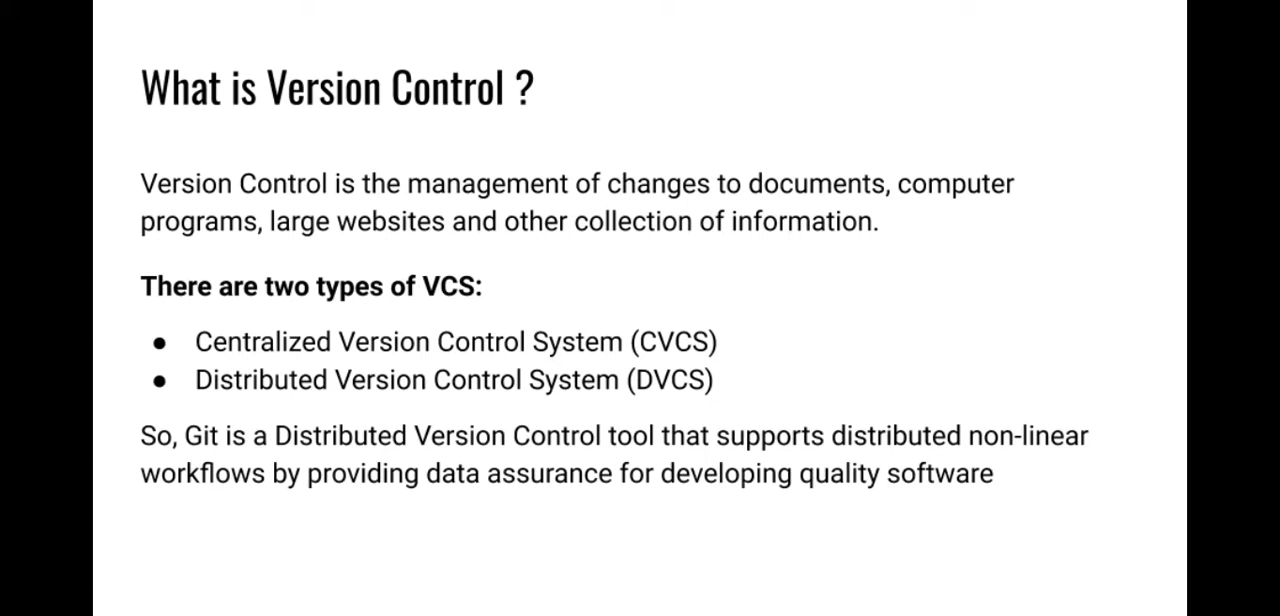 What is Version Control ?
Version Control is the management of changes to documents, computer
programs, large websites and other collection of information.
There are two types of VCS:
● Centralized Version Control System (CVCS)
● Distributed Version Control System (DVCS)
So, Git is a Distributed Version Control tool that supports distributed non-linear
workflows by providing data assurance for developing quality software